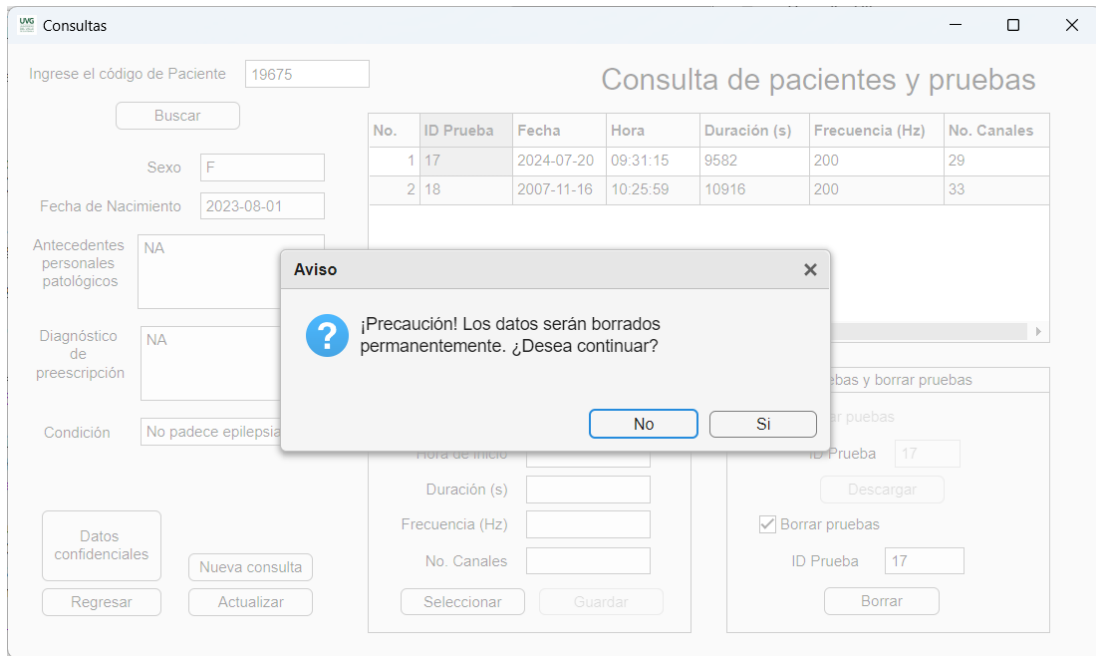 UVG
Consultas
Ingrese el código de Paciente 19675
Buscar
Consulta de pacientes y pruebas
Sexo F
Fecha de Nacimiento 2023-08-01
Antecedentes
personales
patológicos
NA
Diagnóstico
de
preescripción
NA
Condición No padece epilepsia
No. ID Prueba Fecha Hora Duración (s) Frecuencia (Hz) No. Canales
1 17 2024-07-20 09:31:15 9582 200 29
2 18 2007-11-16 10:25:59 10916 200 33
Aviso
¡Precaución! Los datos serán borrados
permanentemente. ¿Desea continuar?
No Si
Datos
confidenciales
Nueva consulta
Regresar Actualizar
Hora de inicio
Duración (s)
Frecuencia (Hz)
No. Canales
Seleccionar Guardar
y borrar pruebas
puebas
ID Prueba 17
Descargar
Borrar pruebas
ID Prueba 17
Borrar